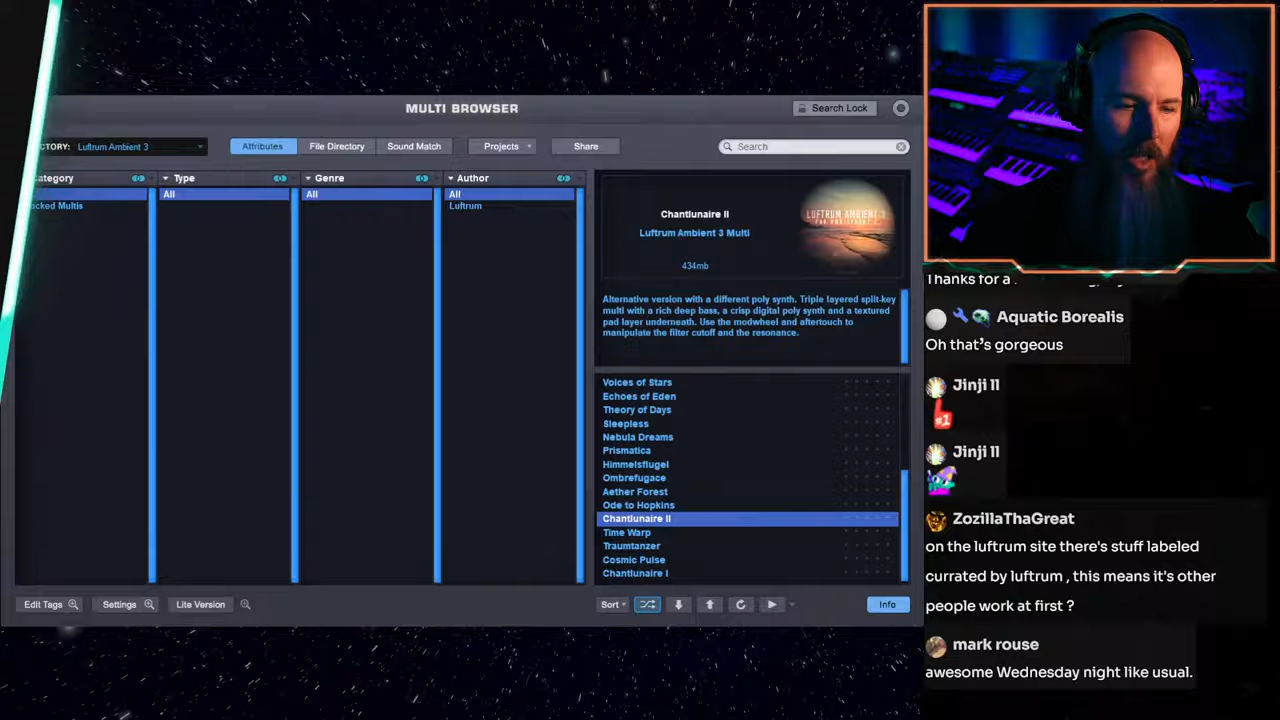 MULTI BROWSER
Search Lock
CTORY: Luftrum Ambient 3
Attributes
File Directory
Sound Match
Projects
Share
Search
ategory
Type
Genre
Author
All
All
All
ocked Multis
Luftrum
Chantlunaire II
Luftrum Ambient 3 Multi
434mb
LUFTRUM AMBIENT 3
Alternative version with a different poly synth. Triple layered split-key
multi with a rich deep bass, a crisp digital poly synth and a textured
pad layer underneath. Use the modwheel and aftertouch to
manipulate the filter cutoff and the resonance.
Voices of Stars
Echoes of Eden
Theory of Days
Sleepless
Nebula Dreams
Prismatica
Himmelsflugel
Ombrefugace
Aether Forest
Ode to Hopkins
Chantlunaire II
Time Warp
Traumtanzer
Cosmic Pulse
Chantlunaire I
Edit Tags
Settings
Lite Version
Sort
Info
Thanks for a
Aquatic Borealis
Oh that's gorgeous
Jinji ll
#1
Jinji ll
ZozillaThaGreat
on the luftrum site there's stuff labeled
currated by luftrum , this means it's other
people work at first ?
mark rouse
awesome Wednesday night like usual.